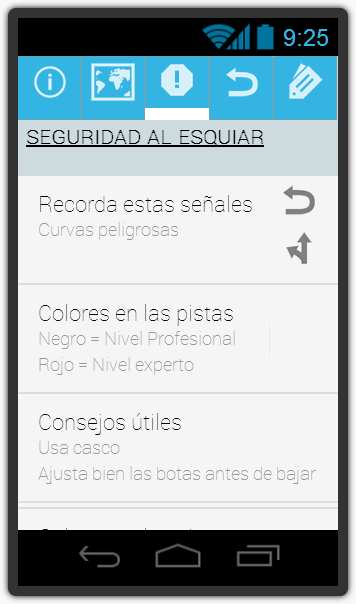 9:25
SEGURIDAD AL ESQUIAR
Recorda estas señales
Curvas peligrosas
Colores en las pistas
Negro = Nivel Profesional
Rojo = Nivel experto
Consejos útiles
Usa casco
Ajusta bien las botas antes de bajar